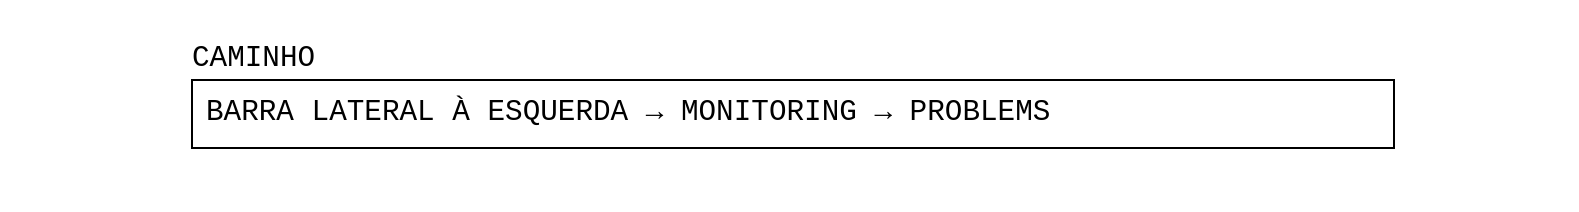 CAMINHO
BARRA LATERAL À ESQUERDA → MONITORING → PROBLEMS